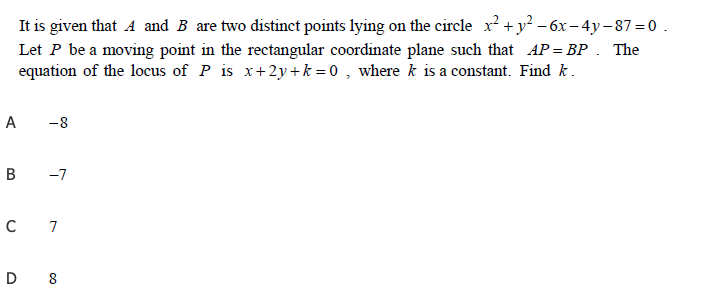 It is given that A and B are two distinct points lying on the circle x² + y² – 6x – 4y – 87 = 0 .
Let P be a moving point in the rectangular coordinate plane such that AP = BP . The
equation of the locus of P is x + 2y + k = 0 , where k is a constant. Find k .
A –8
B –7
C 7
D 8